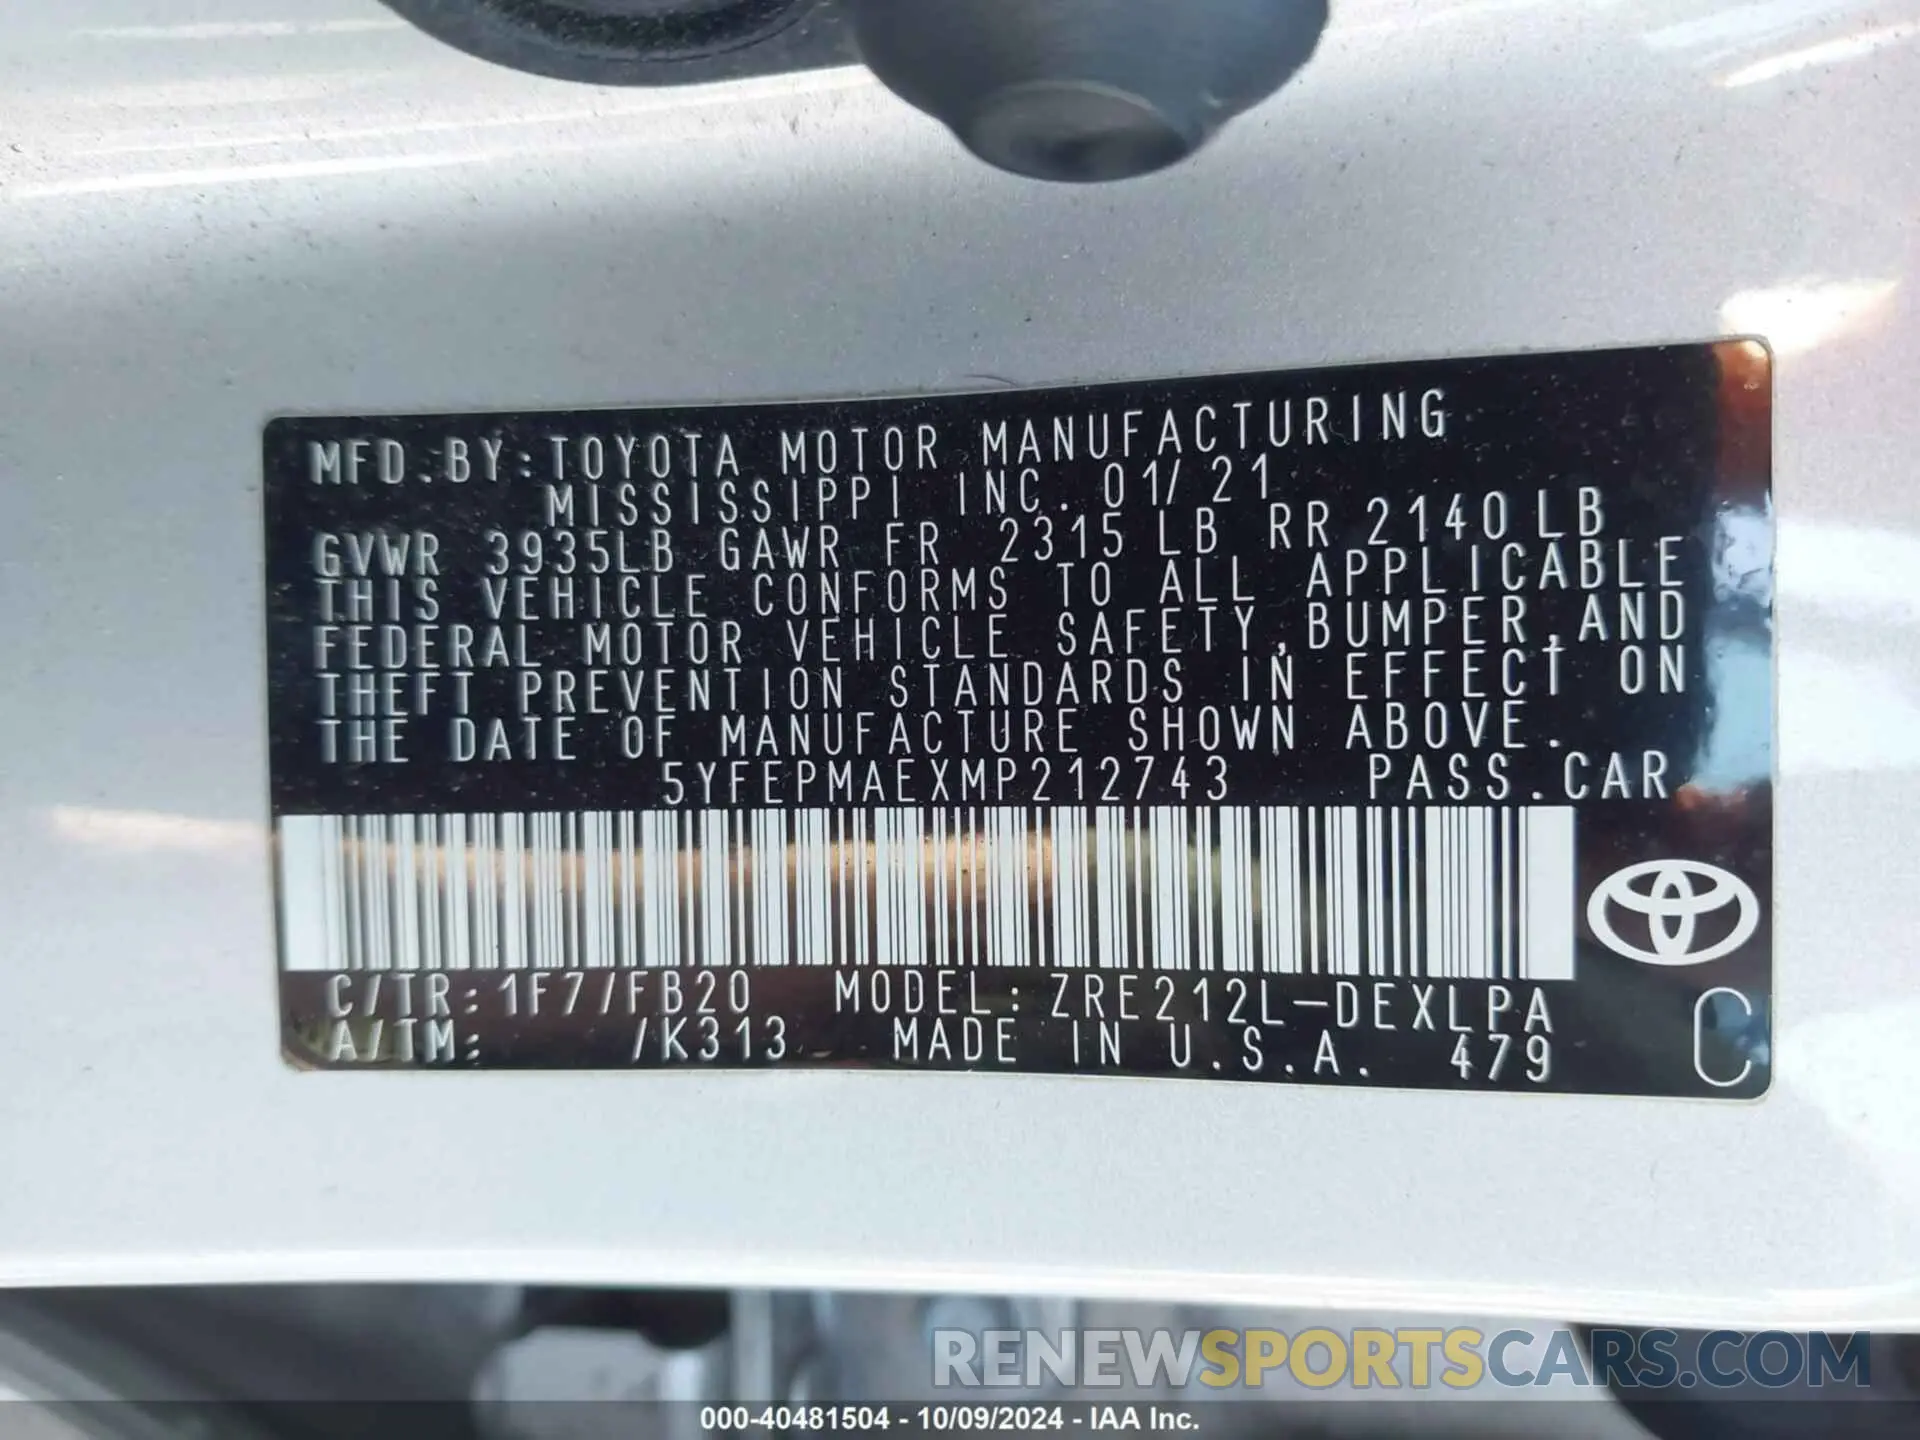 MFD.BY:TOYOTA MOTOR MANUFACTURING
MISSISSIPPI INC. 01/21
GVWR 3935LB GAWR FR 2315LB RR 2140LB
THIS VEHICLE CONFORMS TO ALL APPLICABLE
FEDERAL MOTOR VEHICLE SAFETY,BUMPER,AND
THEFT PREVENTION STANDARDS IN EFFECT ON
THE DATE OF MANUFACTURE SHOWN ABOVE.
5YFEPMAEXMP212743 PASS.CAR
C/TR:1F7/FB20 MODEL:ZRE212L-DEXLPA
A/TM: /K313 MADE IN U.S.A. 479 C
RENEWSPORTSCARS.COM
000-40481504 - 10/09/2024 - IAA Inc.